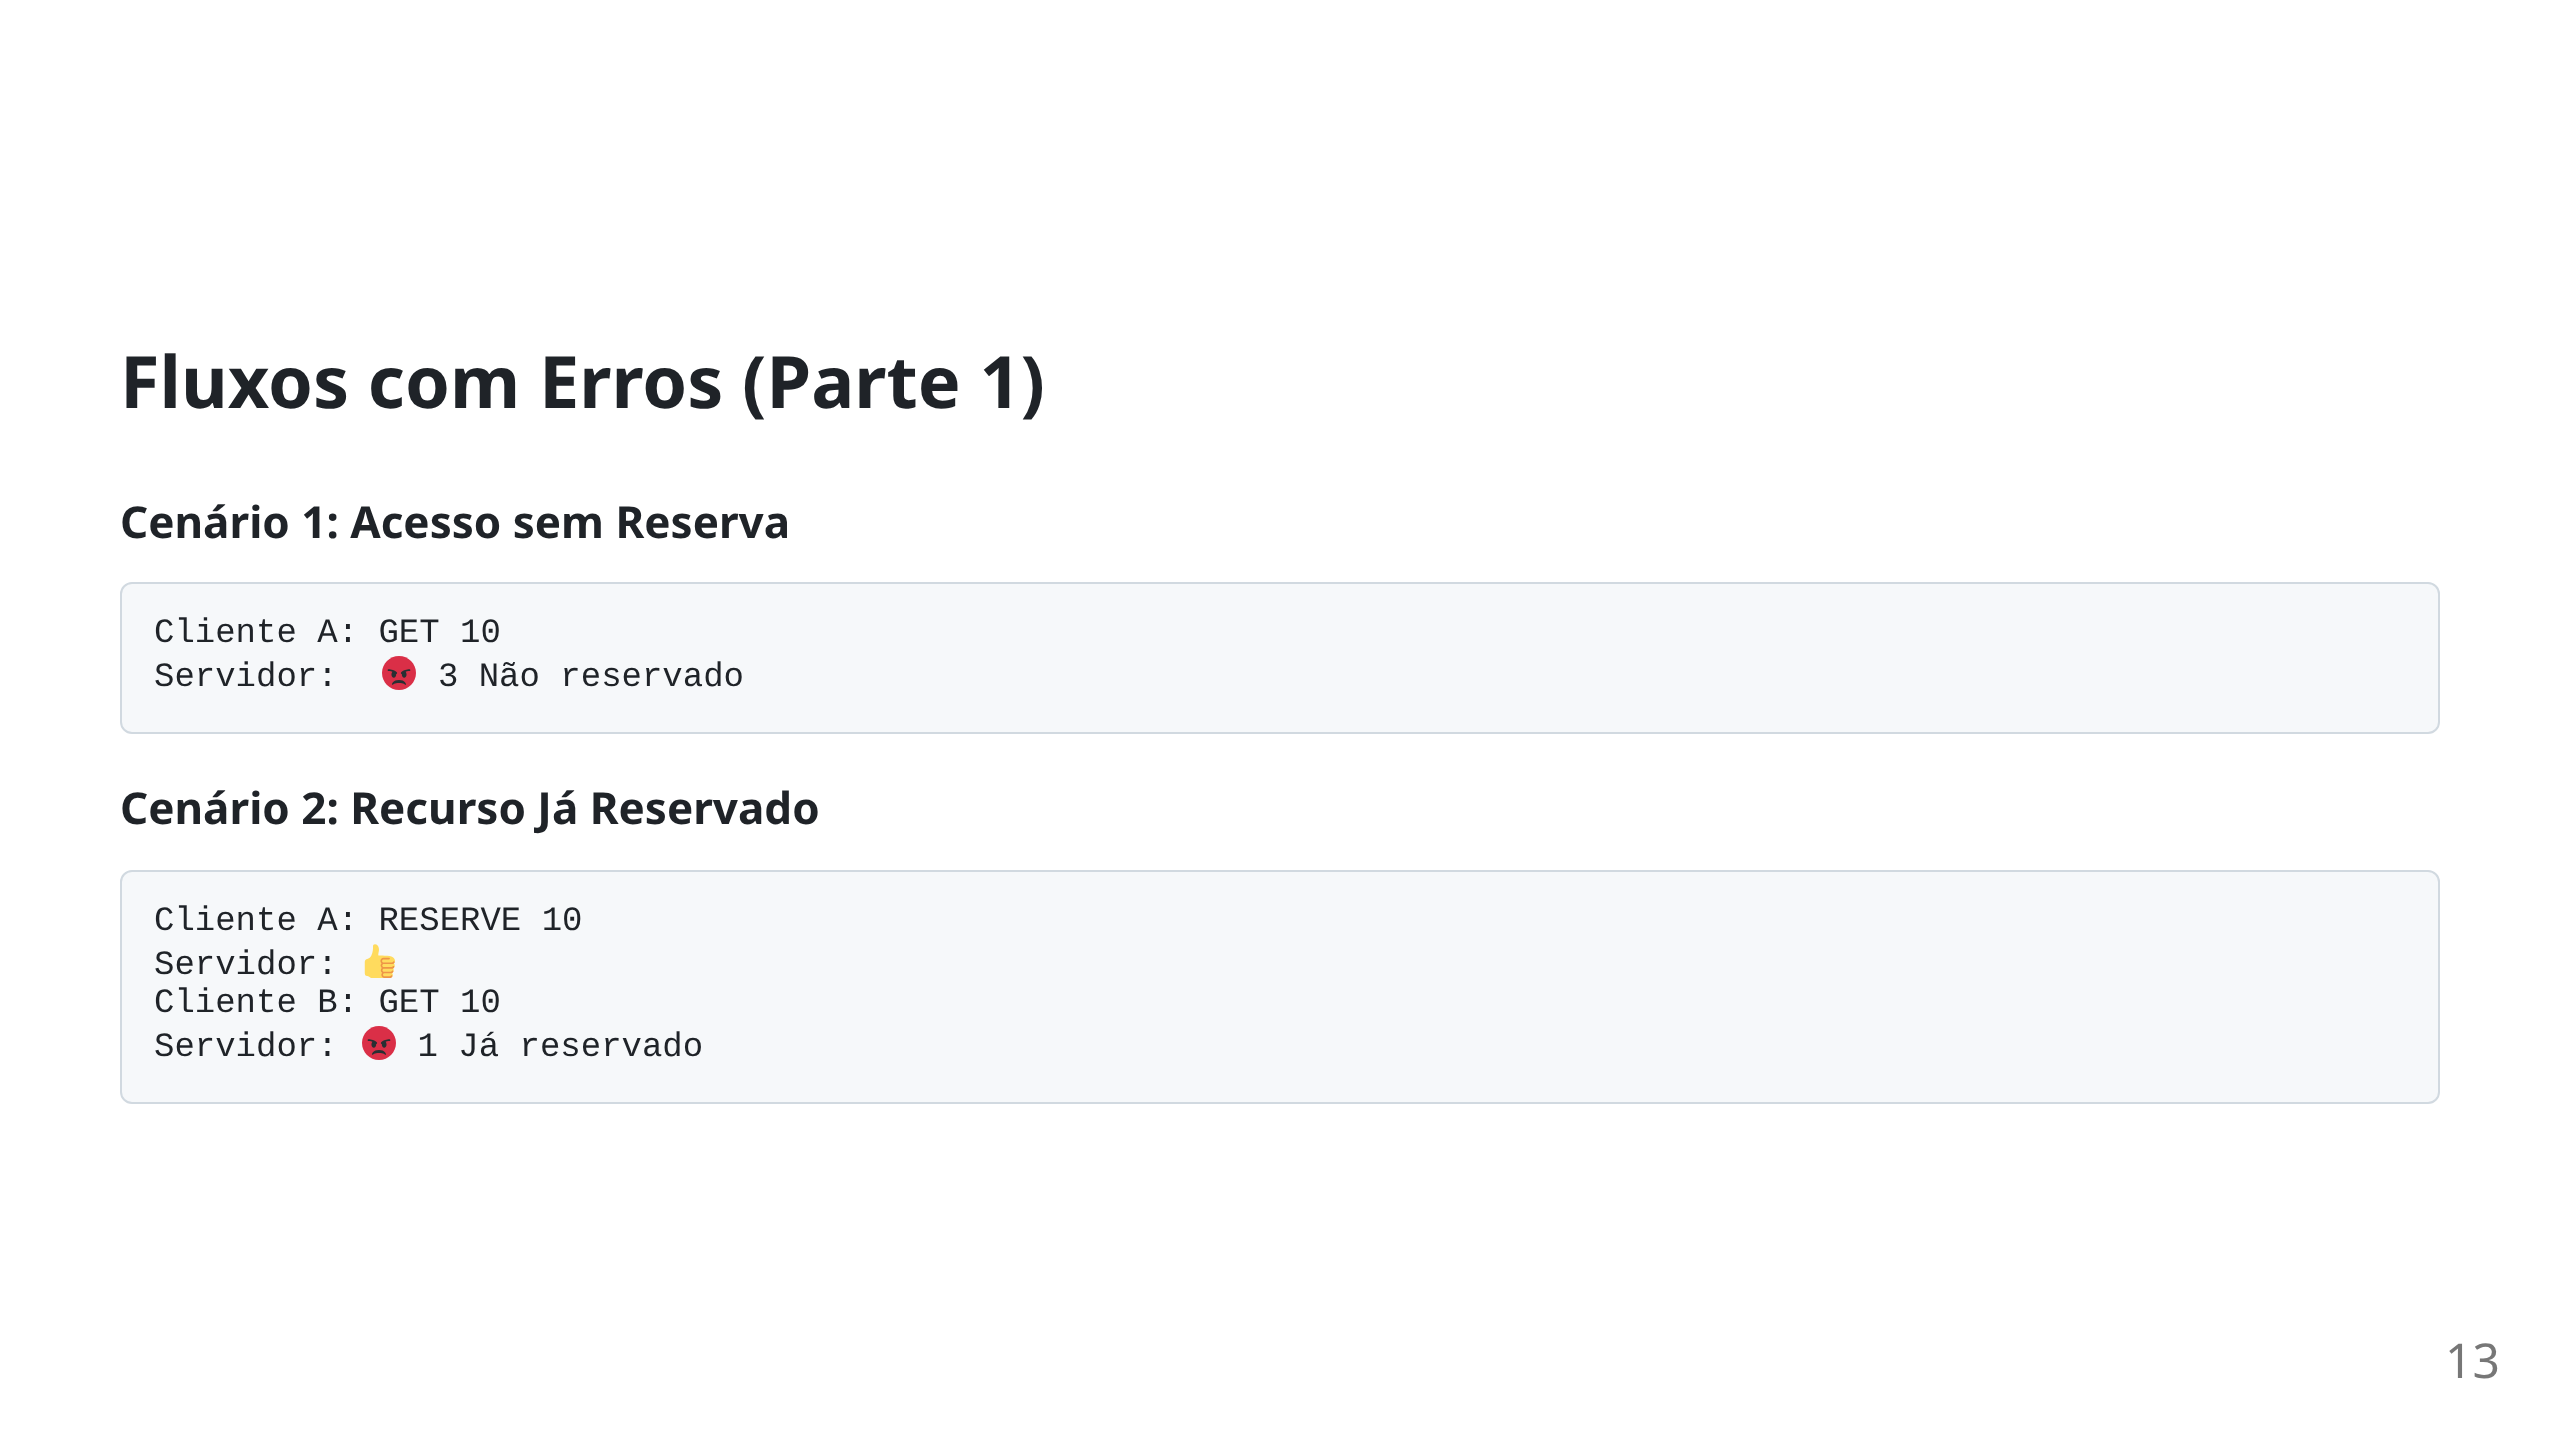 Fluxos com Erros (Parte 1)
Cenário 1: Acesso sem Reserva
Cliente A: GET 10
Servidor:  😡 3 Não reservado
Cenário 2: Recurso Já Reservado
Cliente A: RESERVE 10
Servidor: 👍
Cliente B: GET 10
Servidor: 😡 1 Já reservado
13